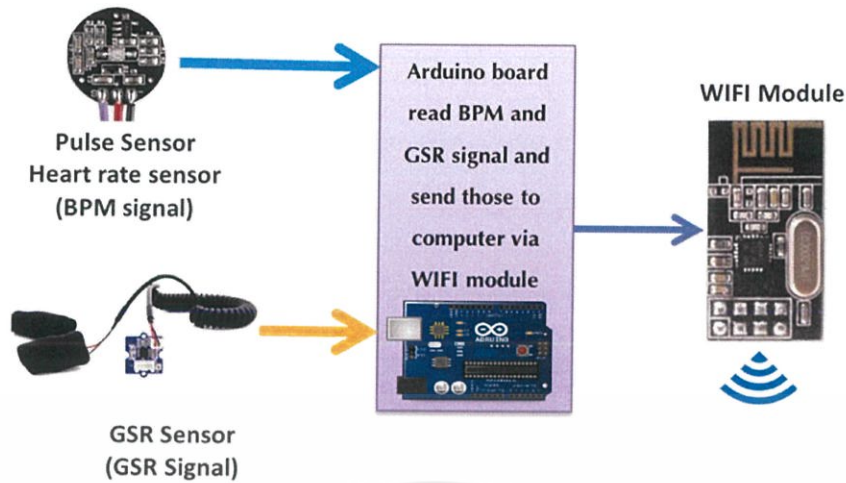 Pulse Sensor
Heart rate sensor
(BPM signal)
GSR Sensor
(GSR Signal)
Arduino board
read BPM and
GSR signal and
send those to
computer via
WIFI module
ARDUINO
WIFI Module